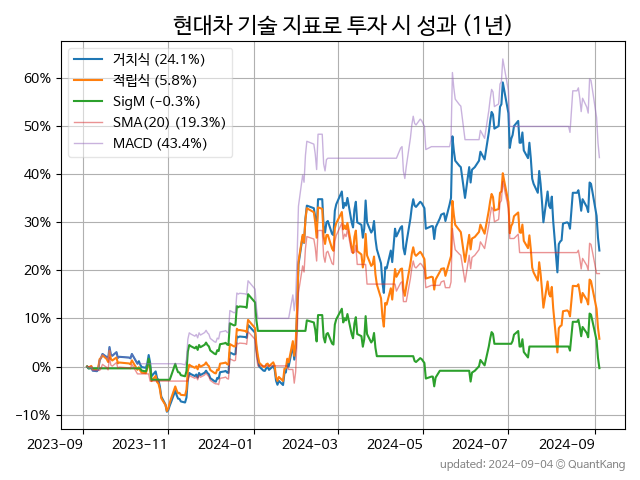 현대차 기술 지표로 투자 시 성과 (1년)
거치식 (24.1%)
적립식 (5.8%)
SigM (−0.3%)
SMA(20) (19.3%)
MACD (43.4%)
60%
50%
40%
30%
20%
10%
0%
−10%
2023-09 2023-11 2024-01 2024-03 2024-05 2024-07 2024-09
updated: 2024-09-04 © QuantKang